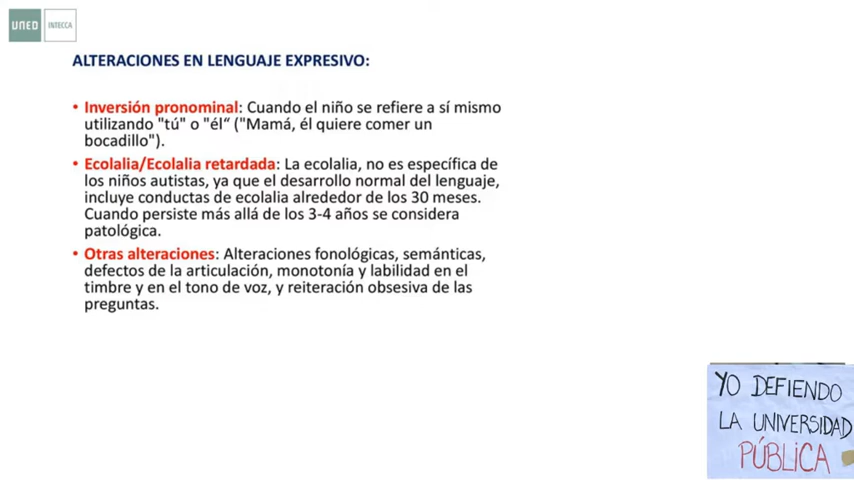 UNED
INTECCA
ALTERACIONES EN LENGUAJE EXPRESIVO:
• Inversión pronominal: Cuando el niño se refiere a sí mismo
utilizando "tú" o "él“ ("Mamá, él quiere comer un
bocadillo").
• Ecolalia/Ecolalia retardada: La ecolalia, no es específica de
los niños autistas, ya que el desarrollo normal del lenguaje,
incluye conductas de ecolalia alrededor de los 30 meses.
Cuando persiste más allá de los 3-4 años se considera
patológica.
• Otras alteraciones: Alteraciones fonológicas, semánticas,
defectos de la articulación, monotonía y labilidad en el
timbre y en el tono de voz, y reiteración obsesiva de las
preguntas.
YO DEFIENDO
LA UNIVERSIDAD
PÚBLICA